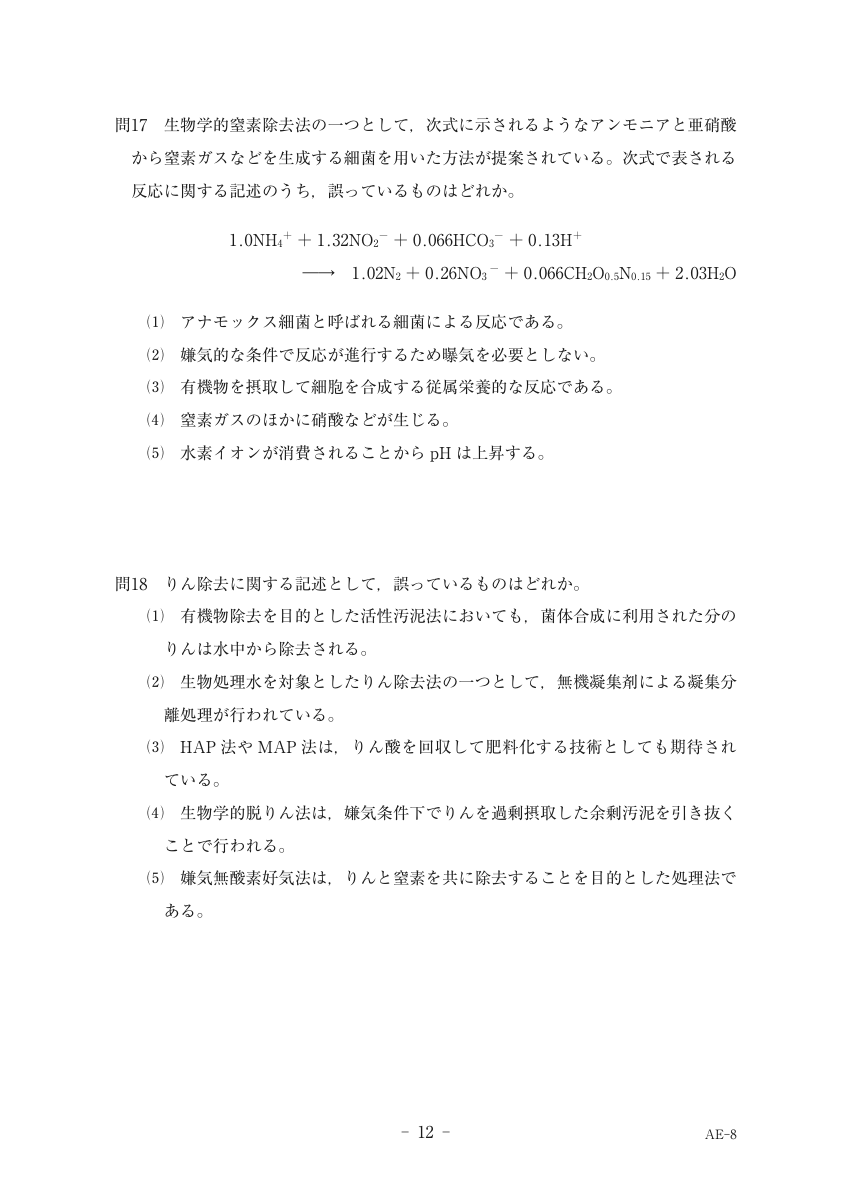 問17　生物学的窒素除去法の一つとして，次式に示されるようなアンモニアと亜硝酸
から窒素ガスなどを生成する細菌を用いた方法が提案されている。次式で表される
反応に関する記述のうち，誤っているものはどれか。
1.0NH₄⁺ + 1.32NO₂⁻ + 0.066HCO₃⁻ + 0.13H⁺
⟶ 1.02N₂ + 0.26NO₃⁻ + 0.066CH₂O₀.₅N₀.₁₅ + 2.03H₂O
⑴　アナモックス細菌と呼ばれる細菌による反応である。
⑵　嫌気的な条件で反応が進行するため曝気を必要としない。
⑶　有機物を摂取して細胞を合成する従属栄養的な反応である。
⑷　窒素ガスのほかに硝酸などが生じる。
⑸　水素イオンが消費されることから pH は上昇する。
問18　りん除去に関する記述として，誤っているものはどれか。
⑴　有機物除去を目的とした活性汚泥法においても，菌体合成に利用された分の
りんは水中から除去される。
⑵　生物処理水を対象としたりん除去法の一つとして，無機凝集剤による凝集分
離処理が行われている。
⑶　HAP 法や MAP 法は，りん酸を回収して肥料化する技術としても期待され
ている。
⑷　生物学的脱りん法は，嫌気条件下でりんを過剰摂取した余剰汚泥を引き抜く
ことで行われる。
⑸　嫌気無酸素好気法は，りんと窒素を共に除去することを目的とした処理法で
ある。
－ 12 －
AE-8